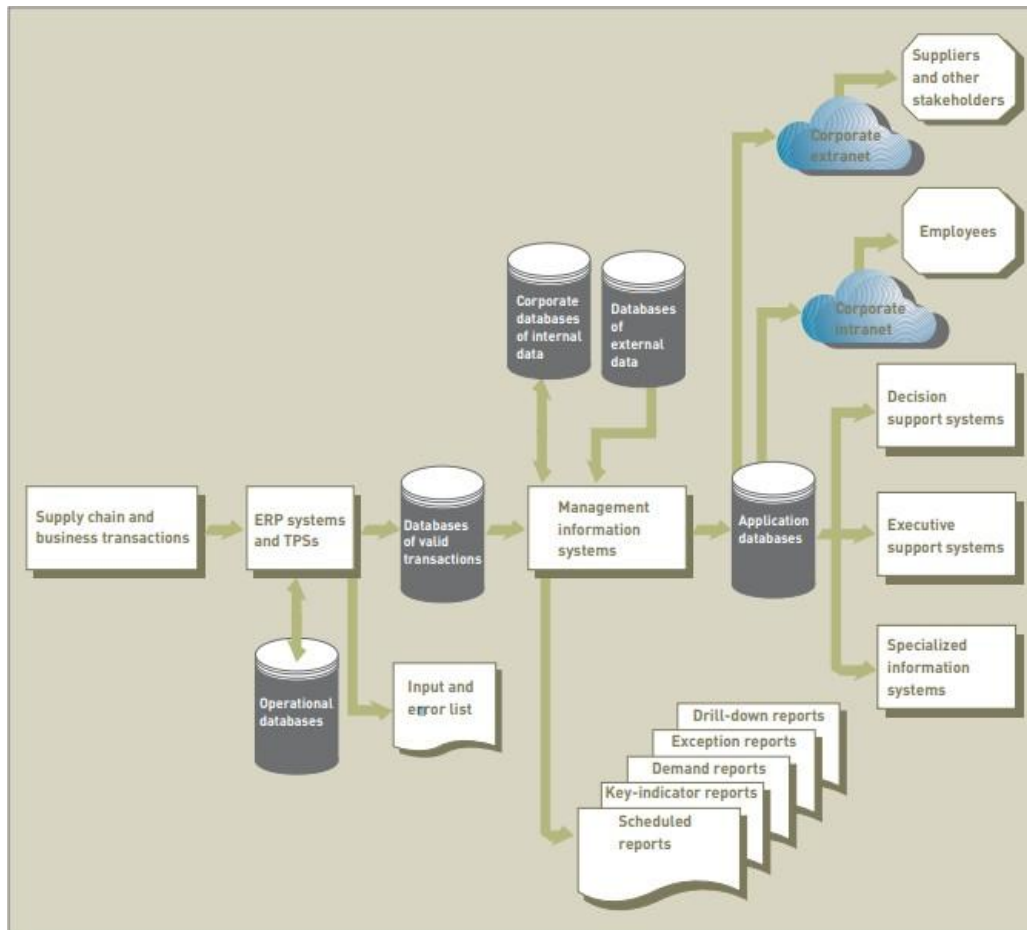 Suppliers
and other
stakeholders
Corporate
extranet
Employees
Corporate
intranet
Corporate
databases
of internal
data
Databases
of
external
data
Decision
support systems
Supply chain and
business transactions
ERP systems
and TPSs
Databases
of valid
transactions
Management
information
systems
Application
databases
Executive
support systems
Operational
databases
Input and
error list
Specialized
information
systems
Drill-down reports
Exception reports
Demand reports
Key-indicator reports
Scheduled
reports